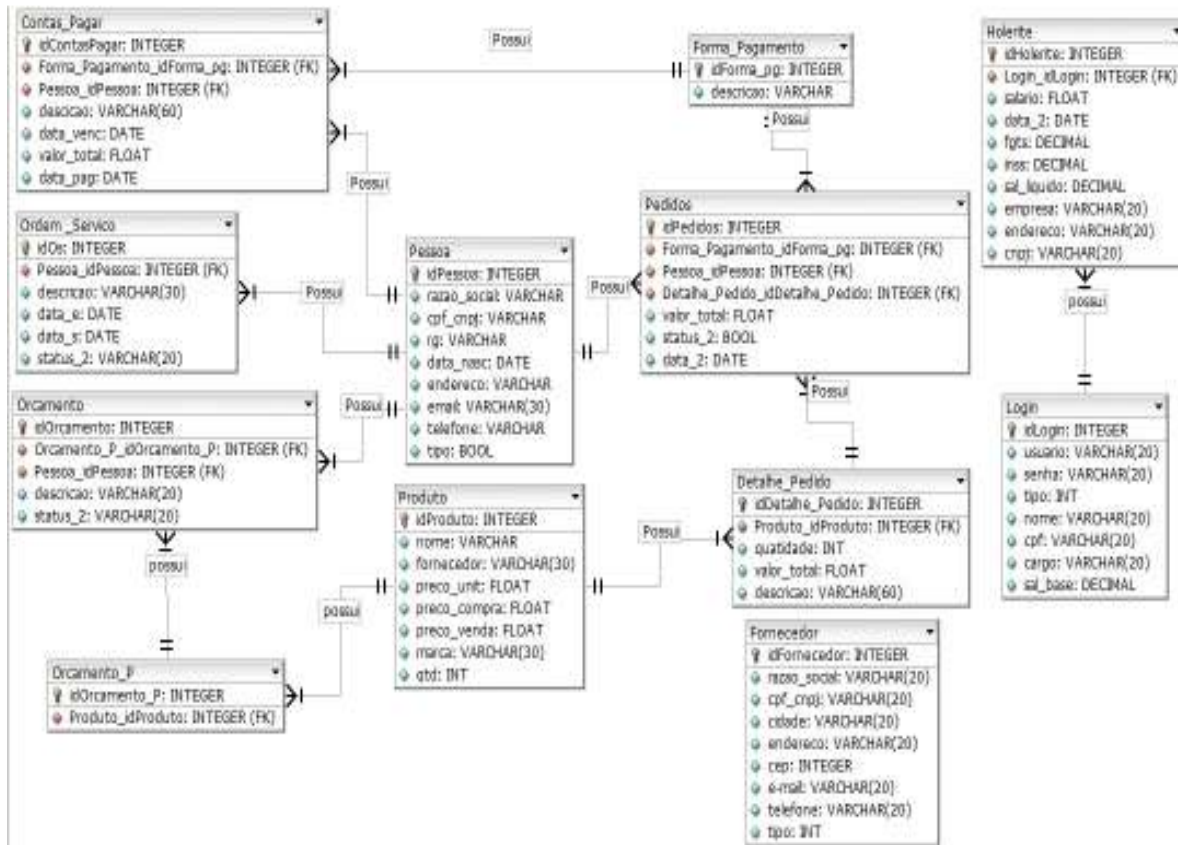 Contas_Pagar
idContasPagar: INTEGER
Forma_Pagamento_idForma_pg: INTEGER (FK)
Pessoa_idPessoa: INTEGER (FK)
descicao: VARCHAR(60)
data_venc: DATE
valor_total: FLOAT
data_pag: DATE
Possui
Forma_Pagamento
idForma_pg: INTEGER
descricao: VARCHAR
Possui
Holerite
idHolerite: INTEGER
Login_idLogin: INTEGER (FK)
salario: FLOAT
data_2: DATE
fgts: DECIMAL
inss: DECIMAL
sal_liquido: DECIMAL
empresa: VARCHAR(20)
endereco: VARCHAR(20)
cnpj: VARCHAR(20)
Possui
Ordem_Servico
idOs: INTEGER
Pessoa_idPessoa: INTEGER (FK)
descricao: VARCHAR(30)
data_e: DATE
data_s: DATE
status_2: VARCHAR(20)
Possui
Pessoa
idPessoa: INTEGER
razao_social: VARCHAR
cpf_cnpj: VARCHAR
rg: VARCHAR
data_nasc: DATE
endereco: VARCHAR
email: VARCHAR(30)
telefone: VARCHAR
tipo: BOOL
Possui
Pedidos
idPedidos: INTEGER
Forma_Pagamento_idForma_pg: INTEGER (FK)
Pessoa_idPessoa: INTEGER (FK)
Detalhe_Pedido_idDetalhe_Pedido: INTEGER (FK)
valor_total: FLOAT
status_2: BOOL
data_2: DATE
possui
Orcamento
idOrcamento: INTEGER
Orcamento_P_idOrcamento_P: INTEGER (FK)
Pessoa_idPessoa: INTEGER (FK)
descricao: VARCHAR(20)
status_2: VARCHAR(20)
Possui
Possui
Login
idLogin: INTEGER
usuario: VARCHAR(20)
senha: VARCHAR(20)
tipo: INT
nome: VARCHAR(20)
cpf: VARCHAR(20)
cargo: VARCHAR(20)
sal_base: DECIMAL
Produto
idProduto: INTEGER
nome: VARCHAR
fornecedor: VARCHAR(30)
preco_unit: FLOAT
preco_compra: FLOAT
preco_venda: FLOAT
marca: VARCHAR(30)
qtd: INT
Possui
Detalhe_Pedido
idDetalhe_Pedido: INTEGER
Produto_idProduto: INTEGER (FK)
quatidade: INT
valor_total: FLOAT
descricao: VARCHAR(60)
possui
possui
Orcamento_P
idOrcamento_P: INTEGER
Produto_idProduto: INTEGER (FK)
Fornecedor
idFornecedor: INTEGER
razao_social: VARCHAR(20)
cpf_cnpj: VARCHAR(20)
cidade: VARCHAR(20)
endereco: VARCHAR(20)
cep: INTEGER
e-mail: VARCHAR(20)
telefone: VARCHAR(20)
tipo: INT